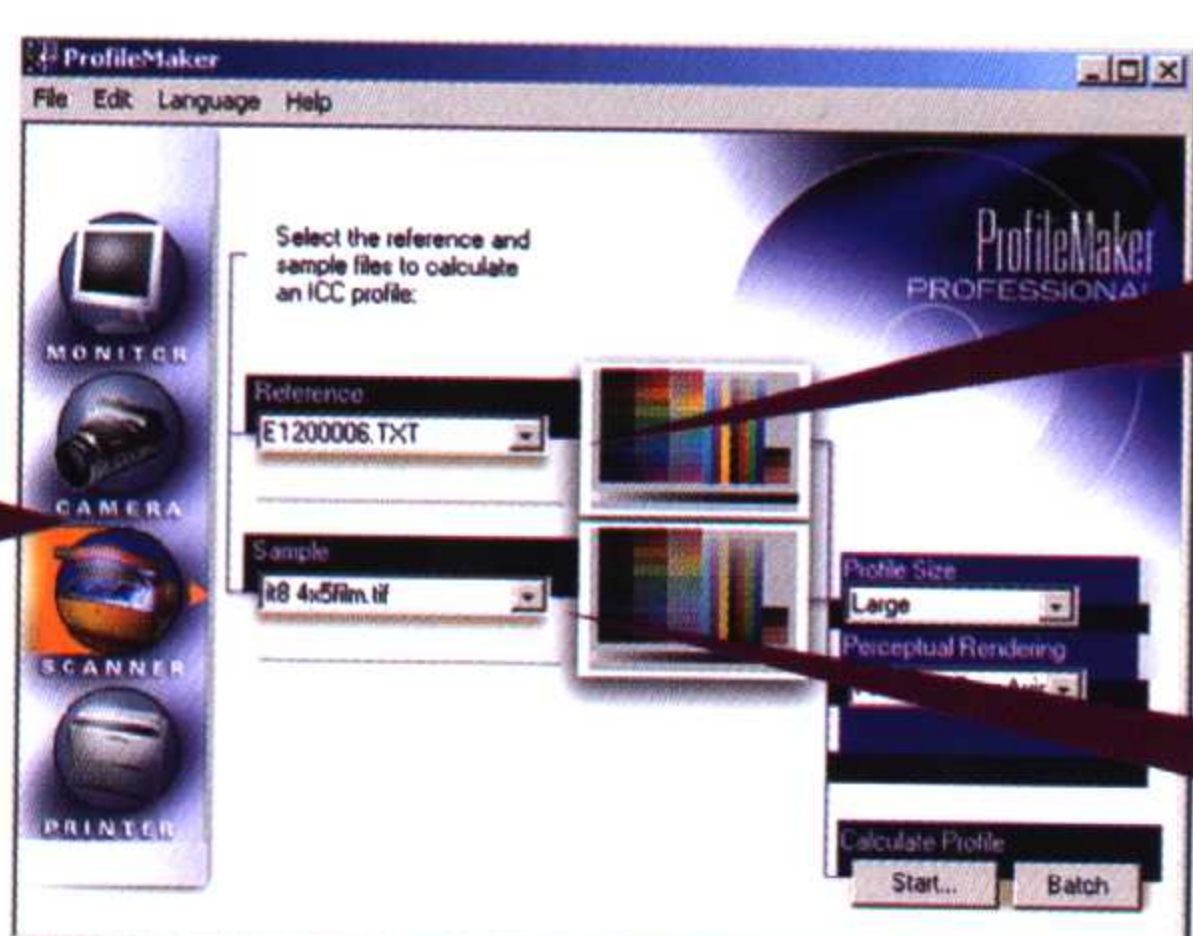 ProfileMaker
File Edit Language Help
Select the reference and
sample files to calculate
an ICC profile:
ProfileMaker
PROFESSIONAL
MONITOR
CAMERA
SCANNER
PRINTER
Reference
E1200006.TXT
Sample
it8 4x5film.tif
Profile Size
Large
Perceptual Rendering
Axis
Calculate Profile
Start...
Batch